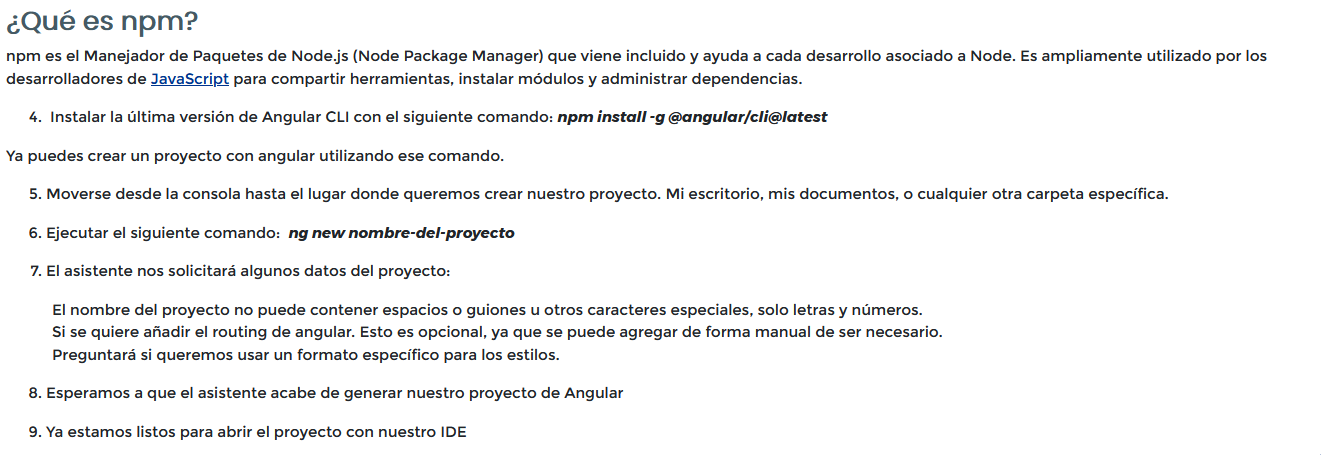 ¿Qué es npm?
npm es el Manejador de Paquetes de Node.js (Node Package Manager) que viene incluido y ayuda a cada desarrollo asociado a Node. Es ampliamente utilizado por los
desarrolladores de JavaScript para compartir herramientas, instalar módulos y administrar dependencias.
4. Instalar la última versión de Angular CLI con el siguiente comando: npm install -g @angular/cli@latest
Ya puedes crear un proyecto con angular utilizando ese comando.
5. Moverse desde la consola hasta el lugar donde queremos crear nuestro proyecto. Mi escritorio, mis documentos, o cualquier otra carpeta específica.
6. Ejecutar el siguiente comando: ng new nombre-del-proyecto
7. El asistente nos solicitará algunos datos del proyecto:
El nombre del proyecto no puede contener espacios o guiones u otros caracteres especiales, solo letras y números.
Si se quiere añadir el routing de angular. Esto es opcional, ya que se puede agregar de forma manual de ser necesario.
Preguntará si queremos usar un formato específico para los estilos.
8. Esperamos a que el asistente acabe de generar nuestro proyecto de Angular
9. Ya estamos listos para abrir el proyecto con nuestro IDE